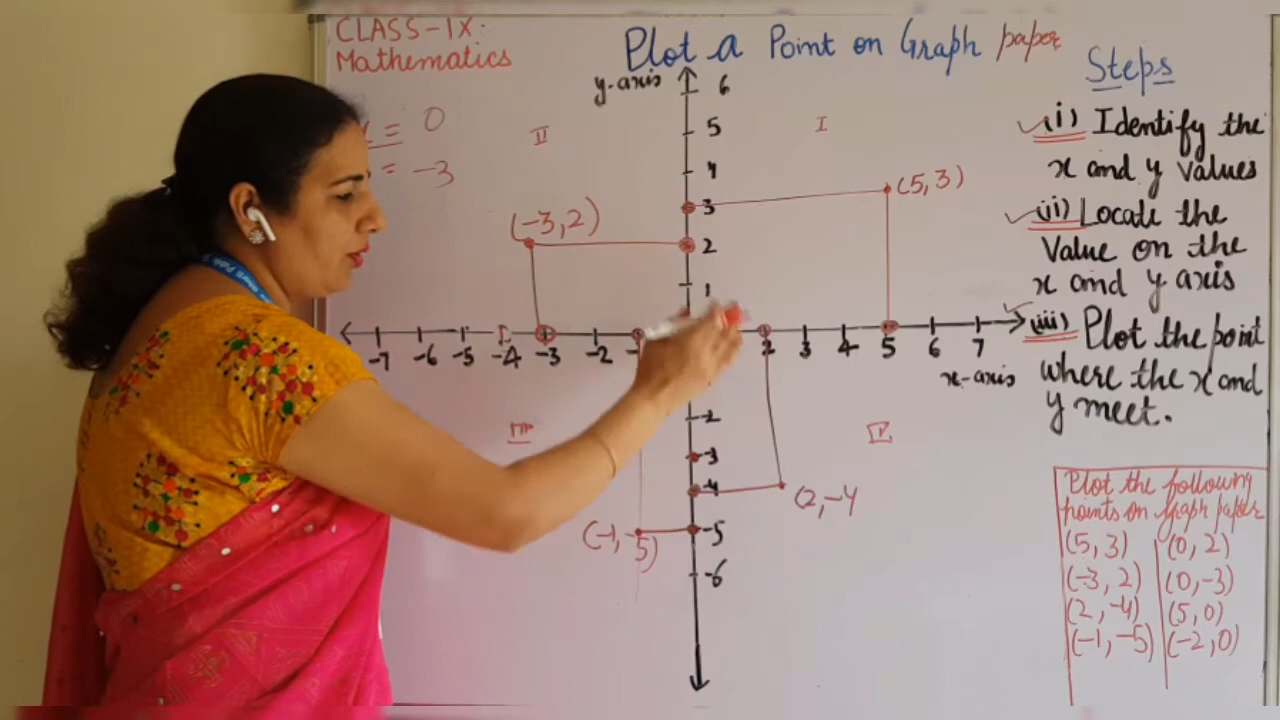 CLASS-IX.
Mathematics
Plot a Point on Graph paper
= 0
= -3
y-axis
6
5
4
3
2
1
II
I
(-3,2)
(5,3)
-7 -6 -5 -4 -3 -2 2 3 4 5 6 7
x-axis
-2
-3
-4
-5
-6
III
IV
(2,-4
(-1,-5)
Steps
(i) Identify the
x and y values
(ii) Locate the
Value on the
x and y axis
(iii) Plot the point
where the x and
y meet.
Plot the following
points on Graph paper
(5, 3) (0, 2)
(-3, 2) (0, -3)
(2, -4) (5, 0)
(-1, -5) (-2, 0)